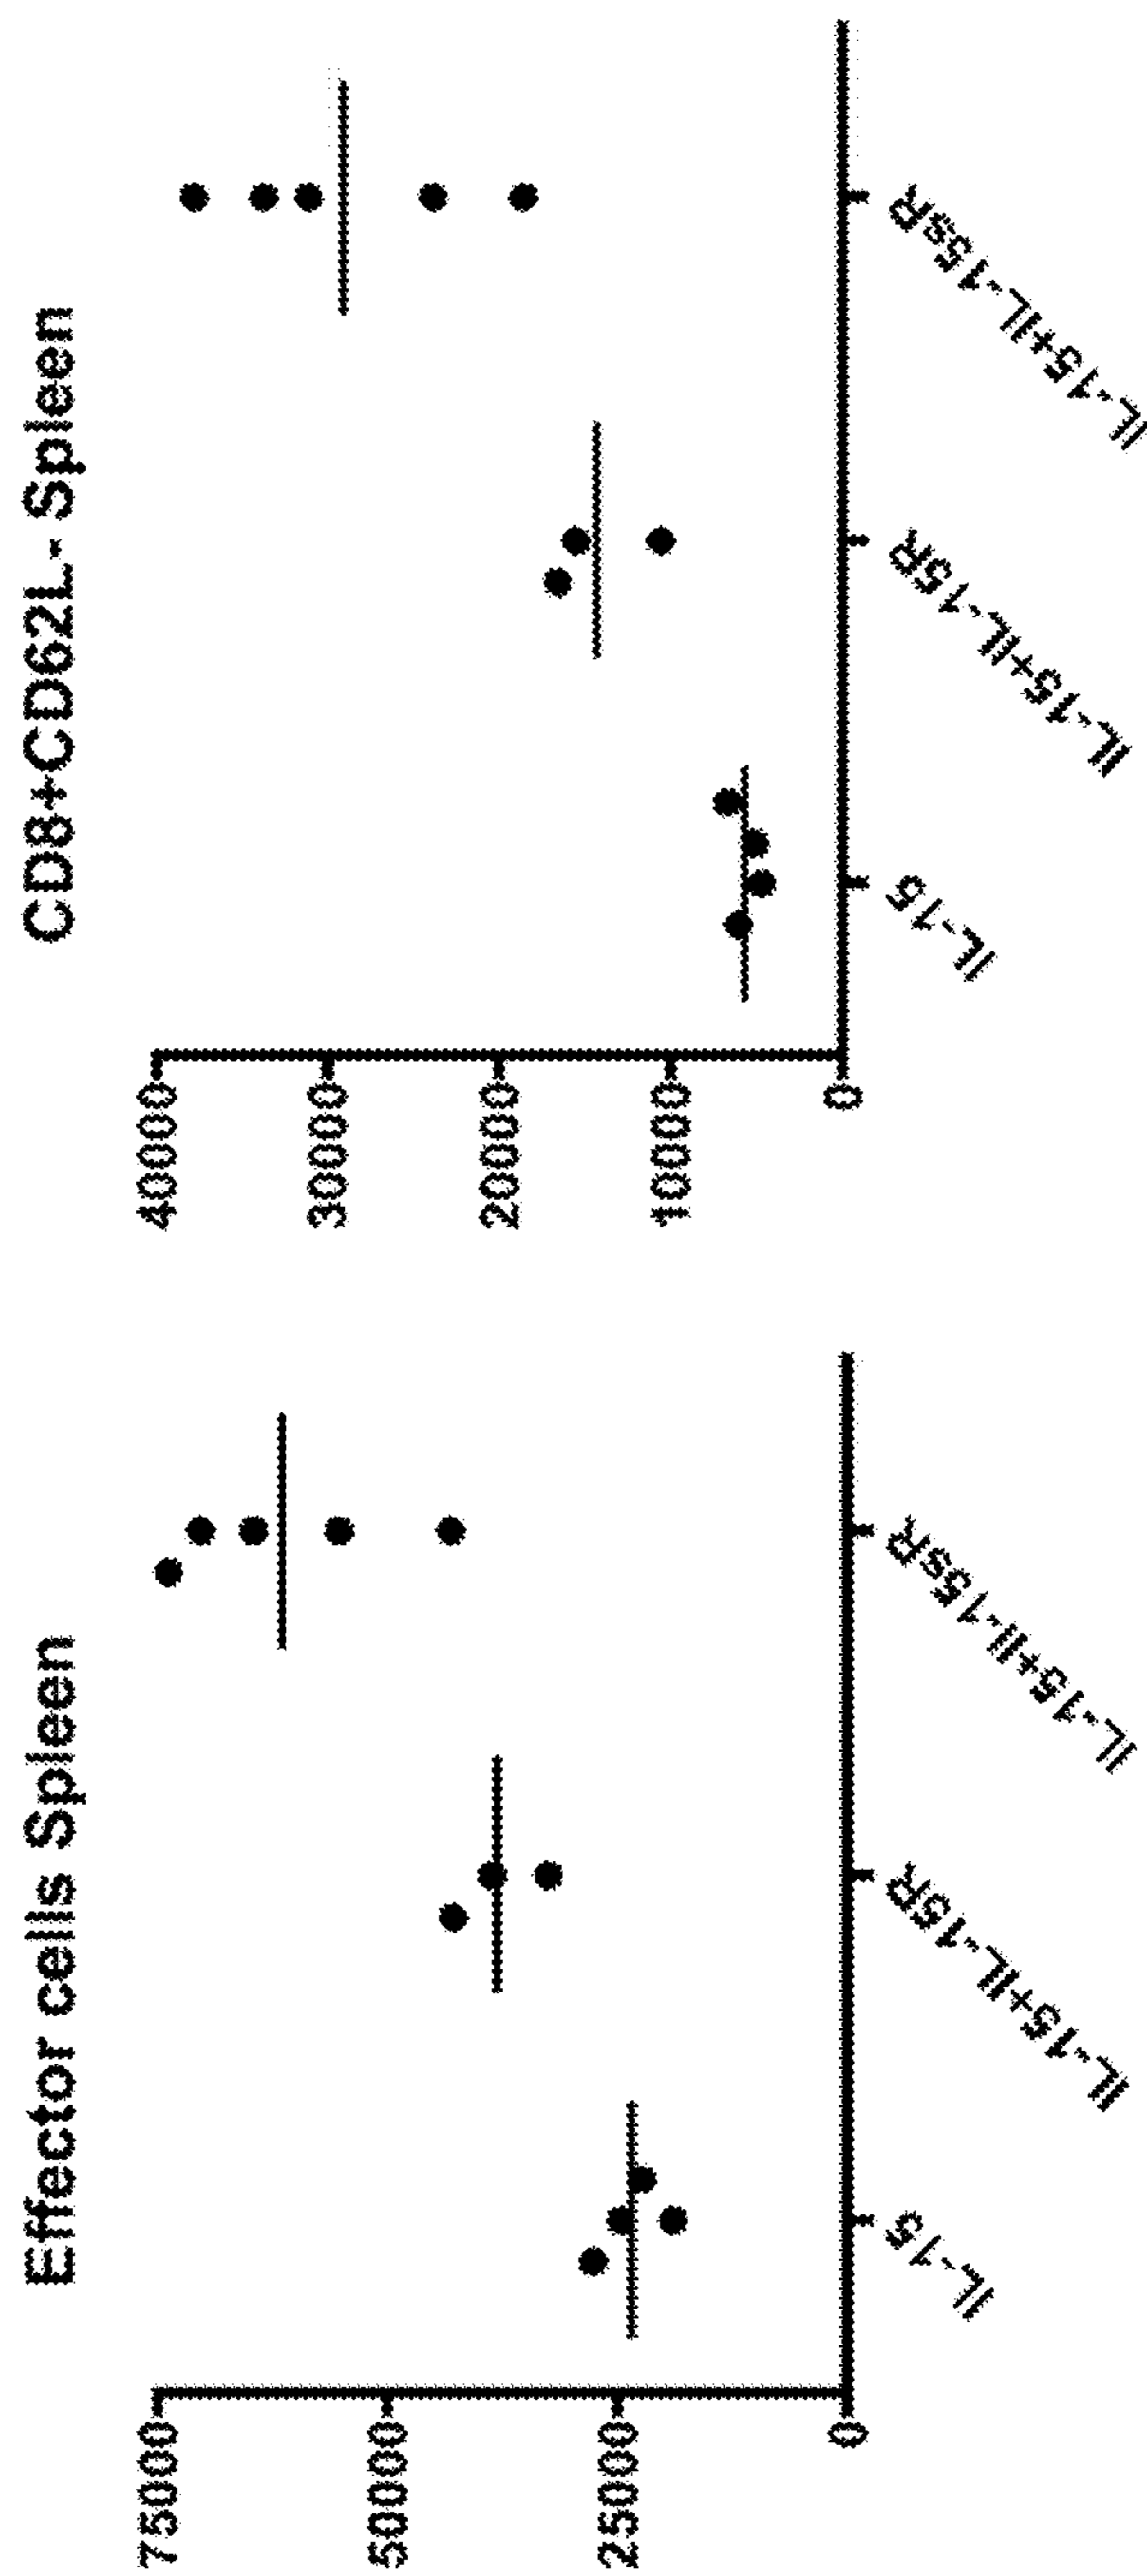 Effector cells Spleen
75000
50000
25000
0
IL-15
IL-15+IL-15R
IL-15+IL-15sR
CD8+CD62L- Spleen
40000
30000
20000
10000
0
IL-15
IL-15+IL-15R
IL-15+IL-15sR